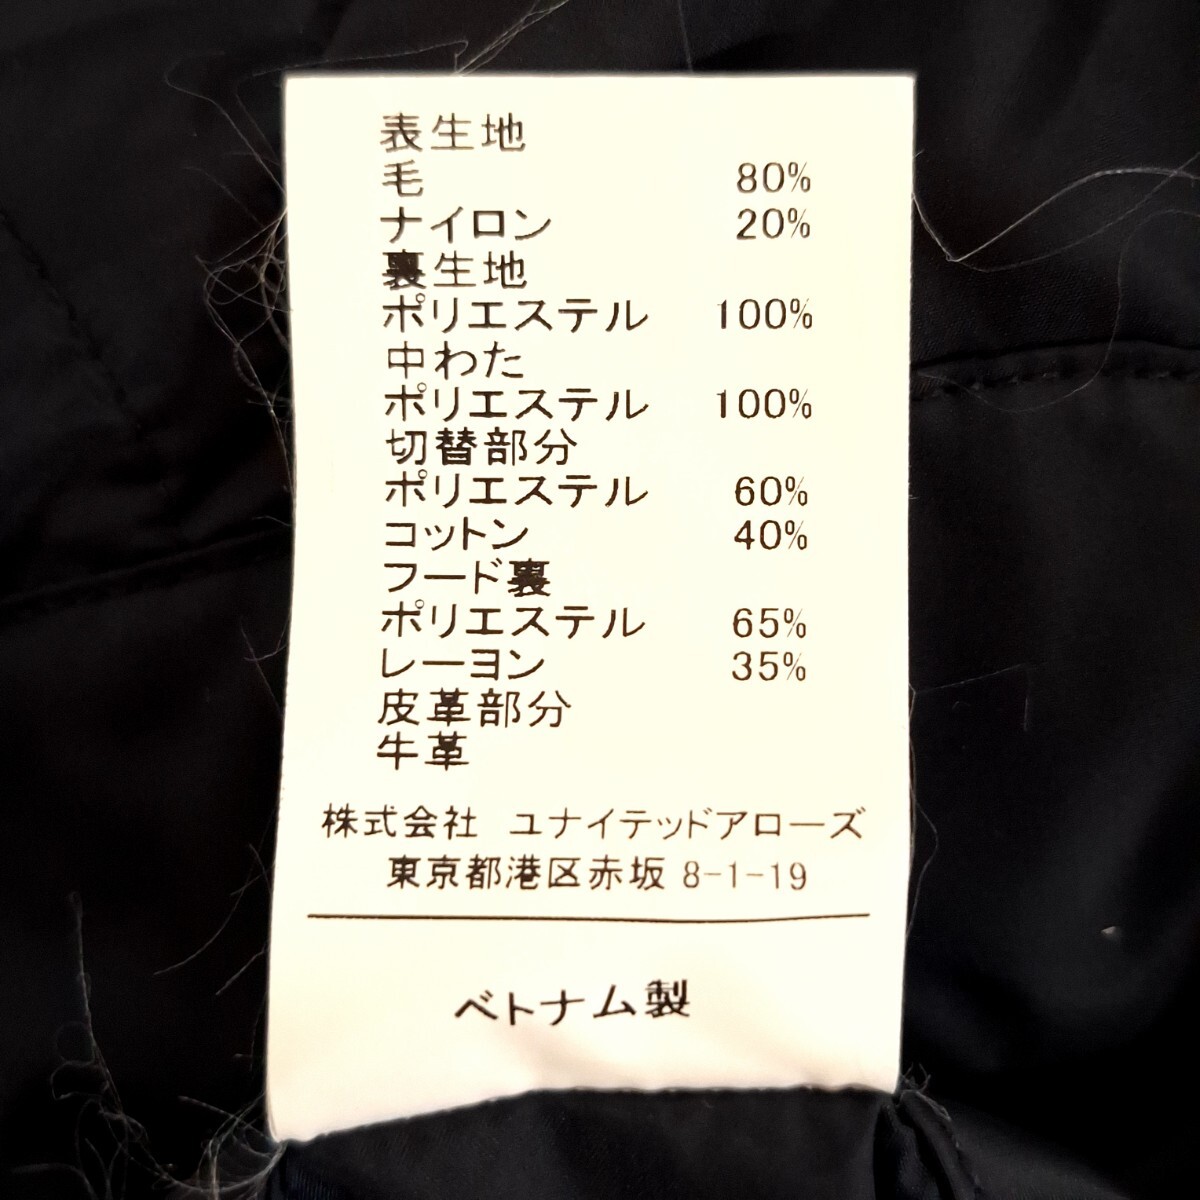 表生地
毛 80%
ナイロン 20%
裏生地
ポリエステル 100%
中わた
ポリエステル 100%
切替部分
ポリエステル 60%
コットン 40%
フード裏
ポリエステル 65%
レーヨン 35%
皮革部分
牛革
株式会社 ユナイテッドアローズ
東京都港区赤坂 8-1-19
ベトナム製